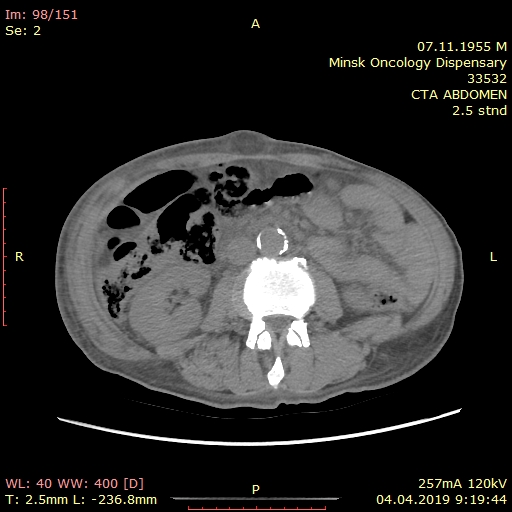 Im: 98/151
Se: 2
A
07.11.1955 M
Minsk Oncology Dispensary
33532
CTA ABDOMEN
2.5 stnd
R
L
WL: 40 WW: 400 [D]
T: 2.5mm L: -236.8mm
P
257mA 120kV
04.04.2019 9:19:44